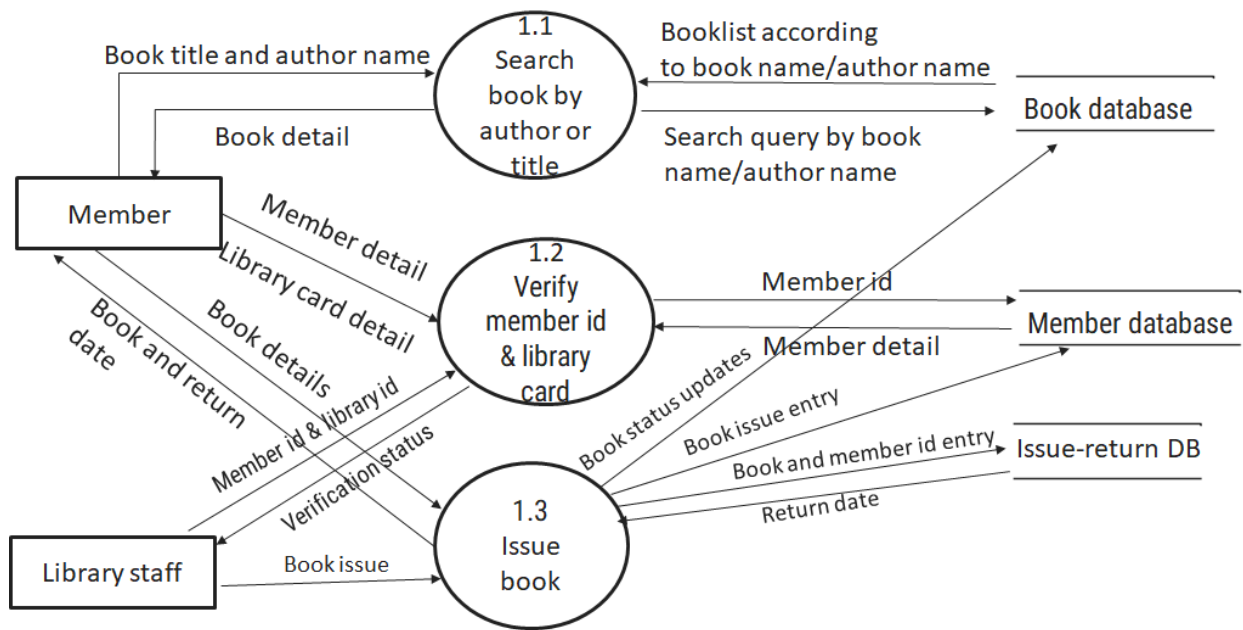 1.1
Search
book by
author or
title
Book title and author name
Book detail
Booklist according
to book name/author name
Search query by book
name/author name
Book database
Member
Member detail
Library card detail
1.2
Verify
member id
& library
card
Member id
Member detail
Member database
Book details
Book and return
date
Member id & library id
Verification status
Book status updates
Book issue entry
Book and member id entry
Return date
Issue-return DB
Library staff
Book issue
1.3
Issue
book